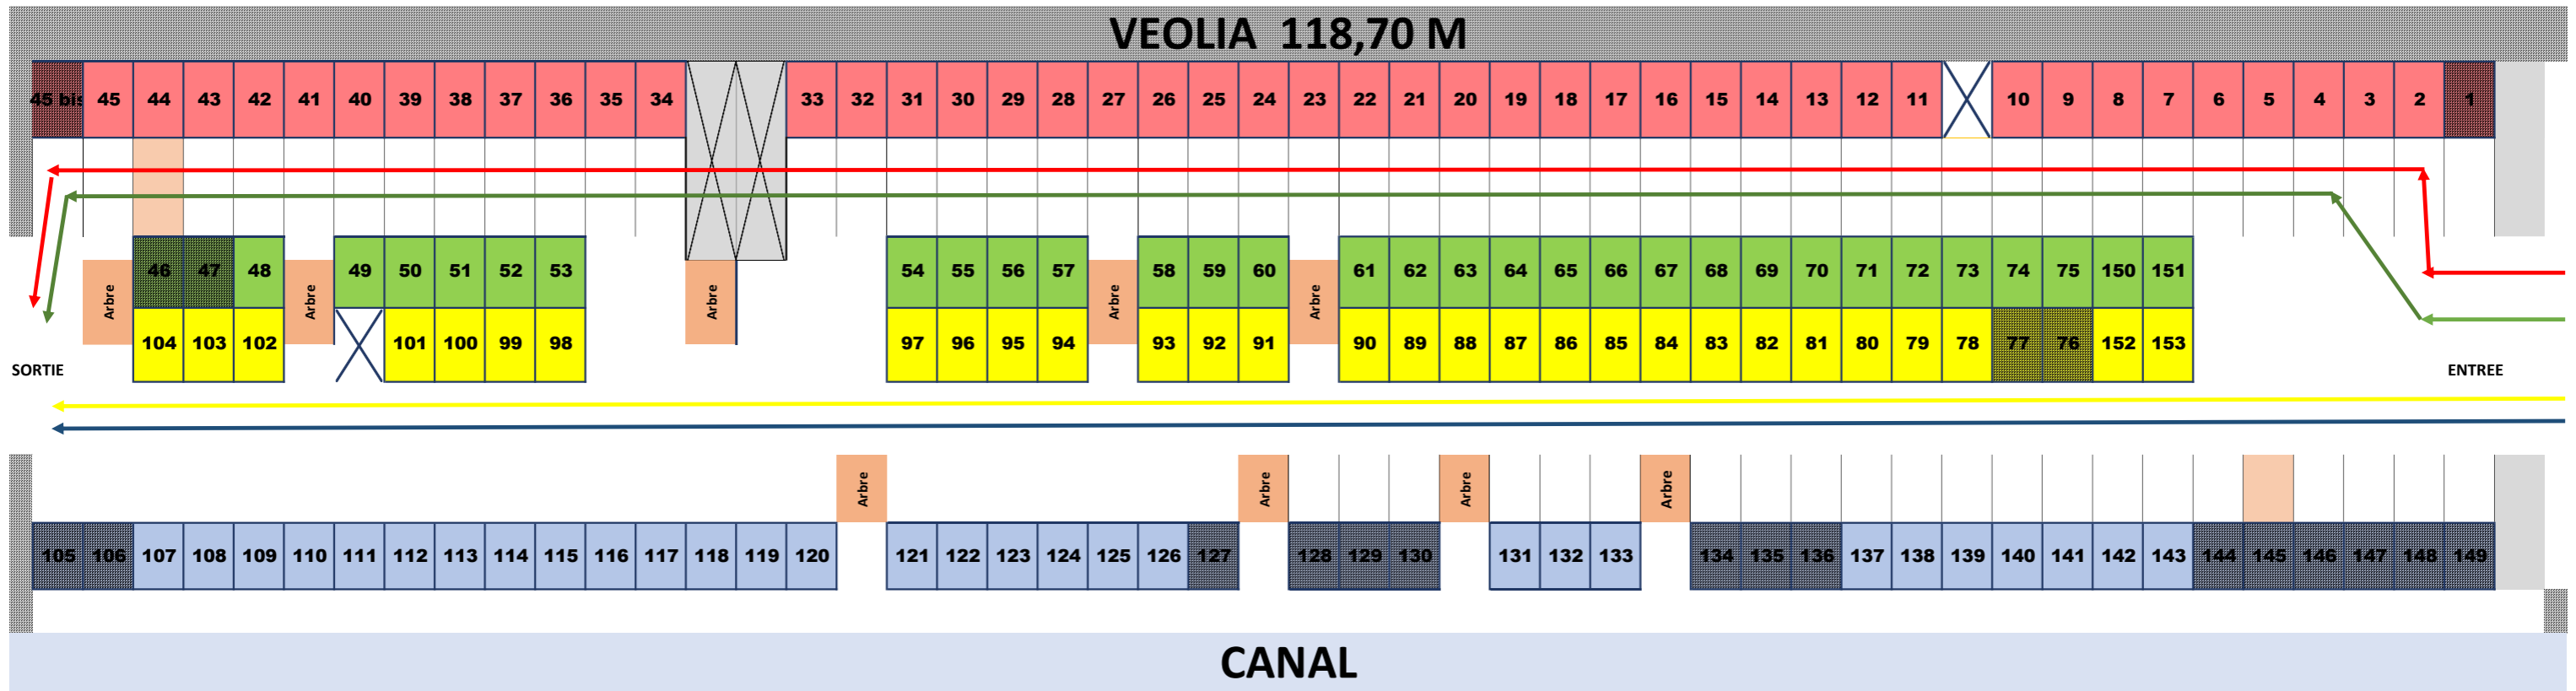 VEOLIA 118,70 M
45 bis 45 44 43 42 41 40 39 38 37 36 35 34 33 32 31 30 29 28 27 26 25 24 23 22 21 20 19 18 17 16 15 14 13 12 11 10 9 8 7 6 5 4 3 2 1
Arbre 46 47 48 Arbre 49 50 51 52 53 Arbre 54 55 56 57 Arbre 58 59 60 Arbre 61 62 63 64 65 66 67 68 69 70 71 72 73 74 75 150 151
104 103 102 101 100 99 98 97 96 95 94 93 92 91 90 89 88 87 86 85 84 83 82 81 80 79 78 77 76 152 153
SORTIE ENTREE
Arbre Arbre Arbre Arbre
105 106 107 108 109 110 111 112 113 114 115 116 117 118 119 120 121 122 123 124 125 126 127 128 129 130 131 132 133 134 135 136 137 138 139 140 141 142 143 144 145 146 147 148 149
CANAL